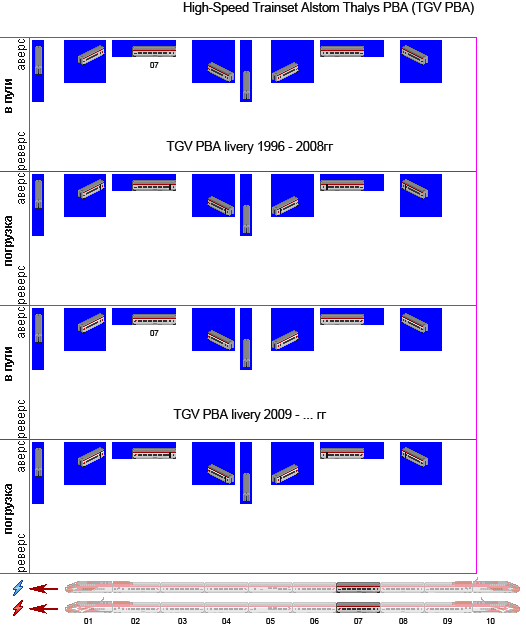 High-Speed Trainset Alstom Thalys PBA (TGV PBA)
аверс
в пути
07
реверс
TGV PBA livery 1996 - 2008гг
аверс
погрузка
реверс
аверс
в пути
07
реверс
TGV PBA livery 2009 - ... гг
аверс
погрузка
реверс
01 02 03 04 05 06 07 08 09 10